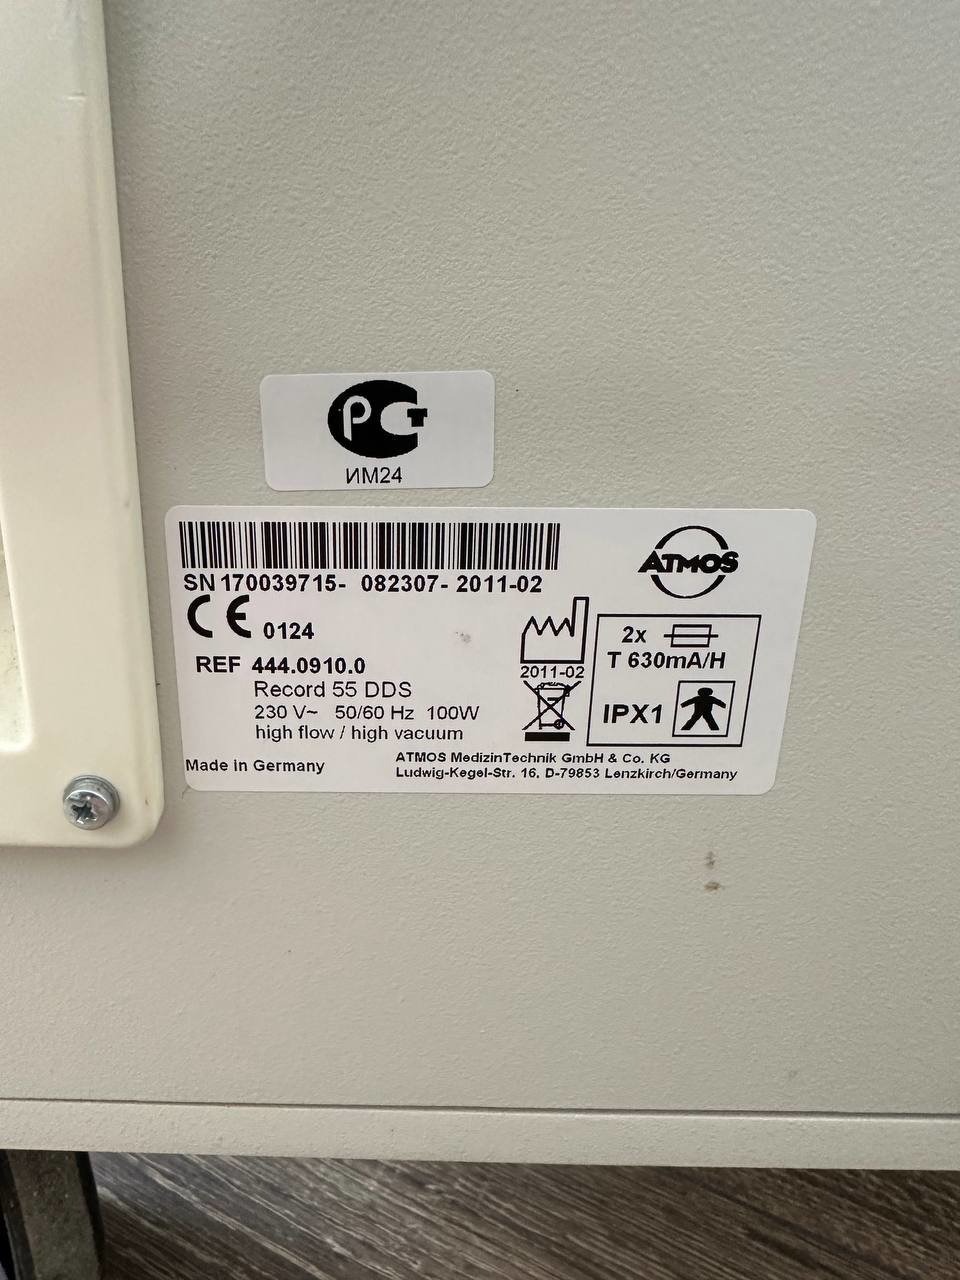 РСТ
ИМ24
SN 170039715- 082307- 2011-02
ATMOS
CE 0124
2x
T 630mA/H
REF 444.0910.0
2011-02
Record 55 DDS
230 V~ 50/60 Hz 100W
IPX1
high flow / high vacuum
Made in Germany
ATMOS MedizinTechnik GmbH & Co. KG
Ludwig-Kegel-Str. 16, D-79853 Lenzkirch/Germany